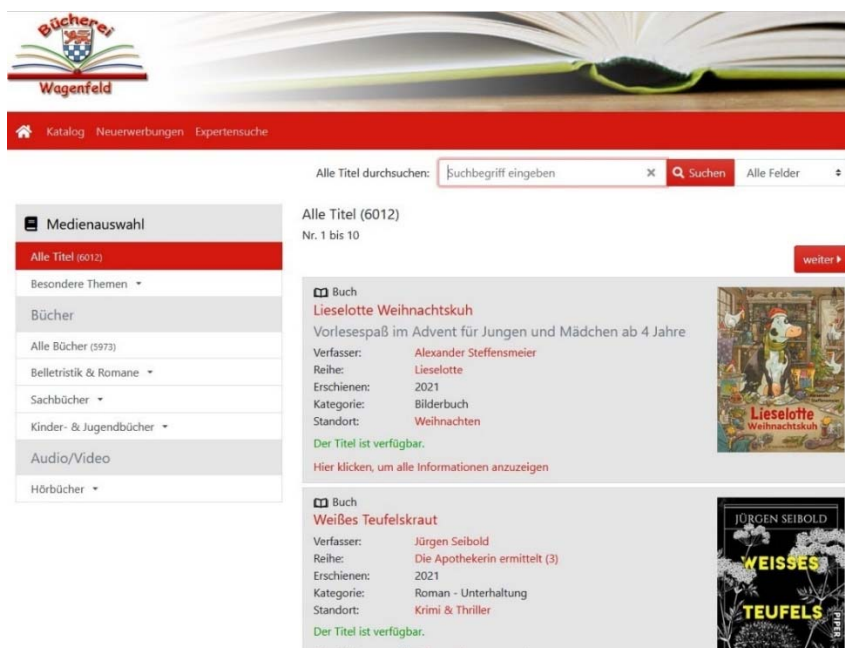 Bücherei
Wagenfeld
Katalog Neuerwerbungen Expertensuche
Alle Titel durchsuchen: Suchbegriff eingeben Suchen Alle Felder
Medienauswahl
Alle Titel (6012)
Besondere Themen
Bücher
Alle Bücher (5973)
Belletristik & Romane
Sachbücher
Kinder- & Jugendbücher
Audio/Video
Hörbücher
Alle Titel (6012)
Nr. 1 bis 10
weiter
Buch
Lieselotte Weihnachtskuh
Vorlesespaß im Advent für Jungen und Mädchen ab 4 Jahre
Verfasser: Alexander Steffensmeier
Reihe: Lieselotte
Erschienen: 2021
Kategorie: Bilderbuch
Standort: Weihnachten
Der Titel ist verfügbar.
Hier klicken, um alle Informationen anzuzeigen
Alexander
Steffensmeier
Lieselotte
Weihnachtskuh
Buch
Weißes Teufelskraut
Verfasser: Jürgen Seibold
Reihe: Die Apothekerin ermittelt (3)
Erschienen: 2021
Kategorie: Roman - Unterhaltung
Standort: Krimi & Thriller
Der Titel ist verfügbar.
JÜRGEN SEIBOLD
WEISSES
TEUFELS
PIPER